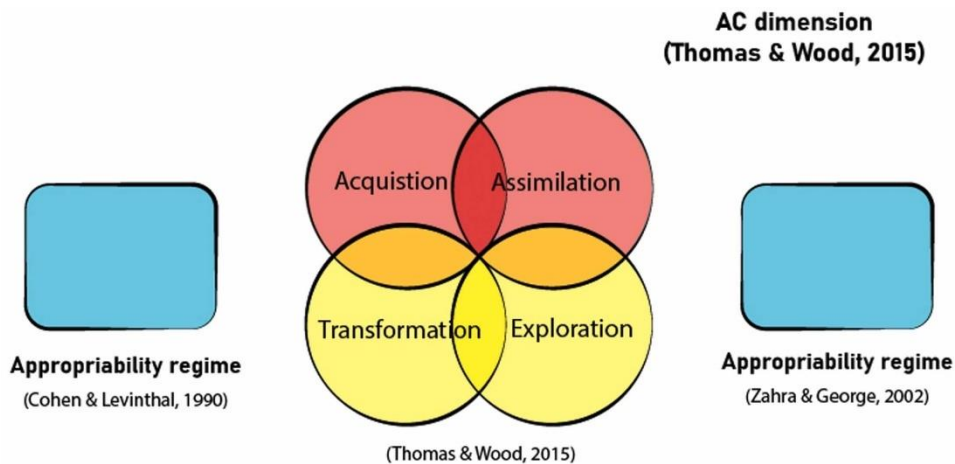 AC dimension
(Thomas & Wood, 2015)
Acquistion
Assimilation
Transformation
Exploration
Appropriability regime
(Cohen & Levinthal, 1990)
Appropriability regime
(Zahra & George, 2002)
(Thomas & Wood, 2015)